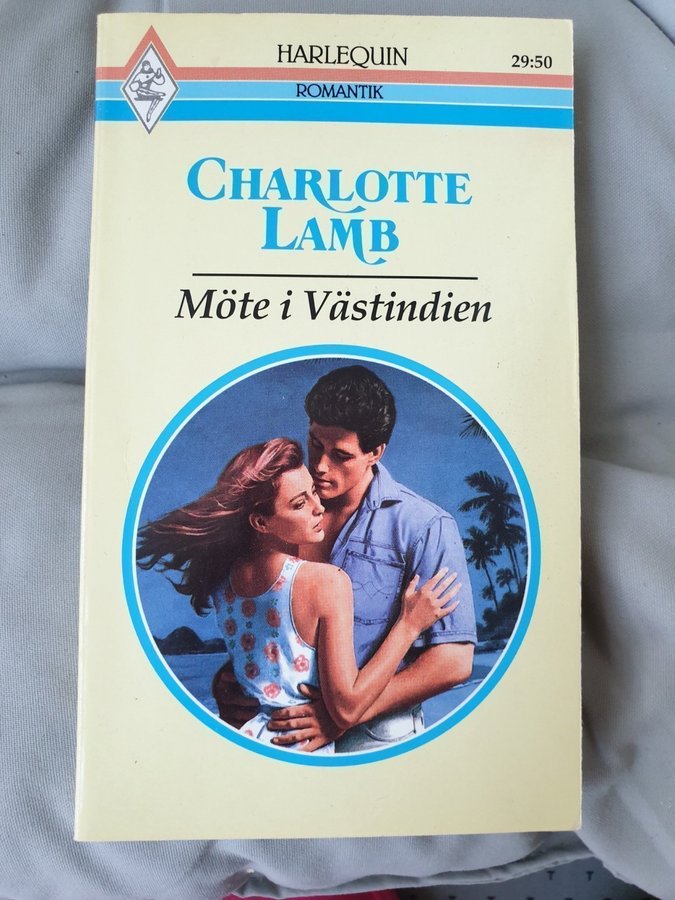 HARLEQUIN
29:50
ROMANTIK
CHARLOTTE
LAMB
Möte i Västindien